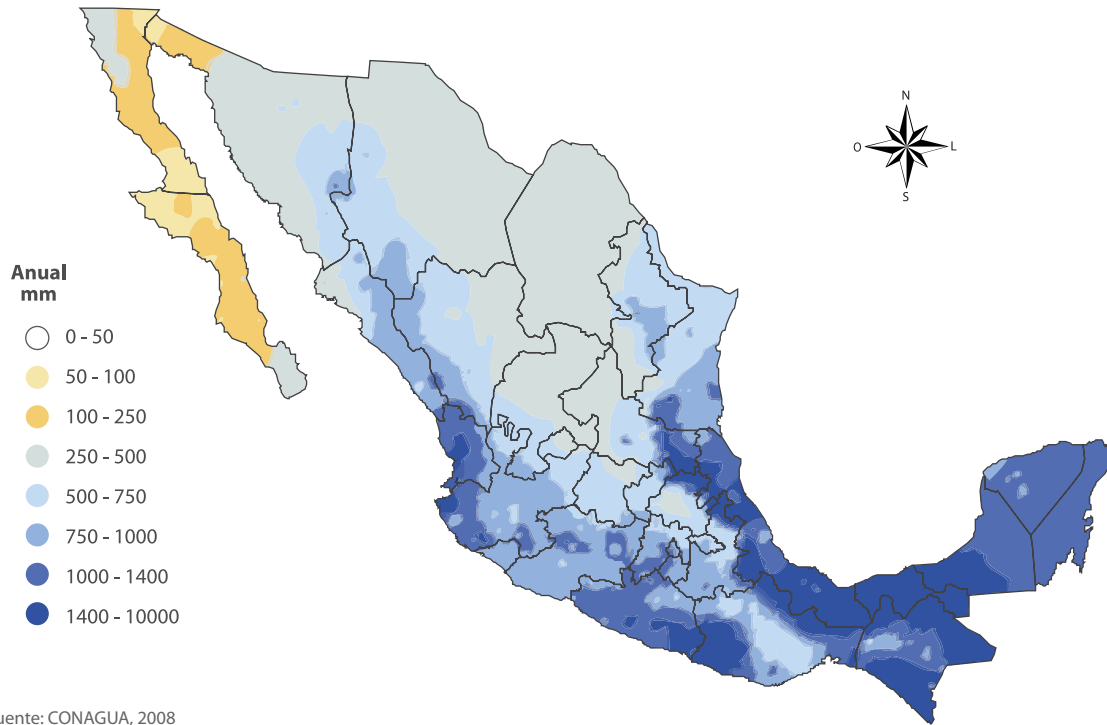 N
O
L
S
Anual
mm
0 - 50
50 - 100
100 - 250
250 - 500
500 - 750
750 - 1000
1000 - 1400
1400 - 10000
uente: CONAGUA, 2008